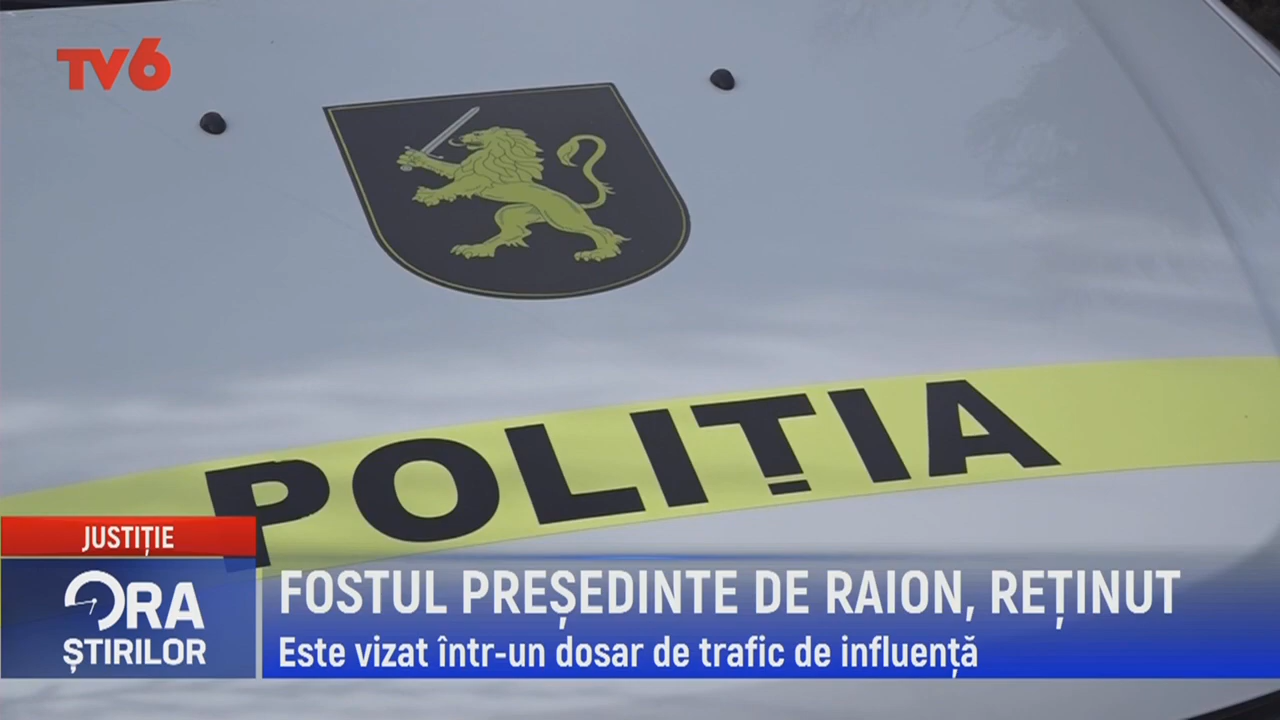 TV6
POLIȚIA
JUSTIȚIE
ORA
ȘTIRILOR
FOSTUL PREȘEDINTE DE RAION, REȚINUT
Este vizat într-un dosar de trafic de influență